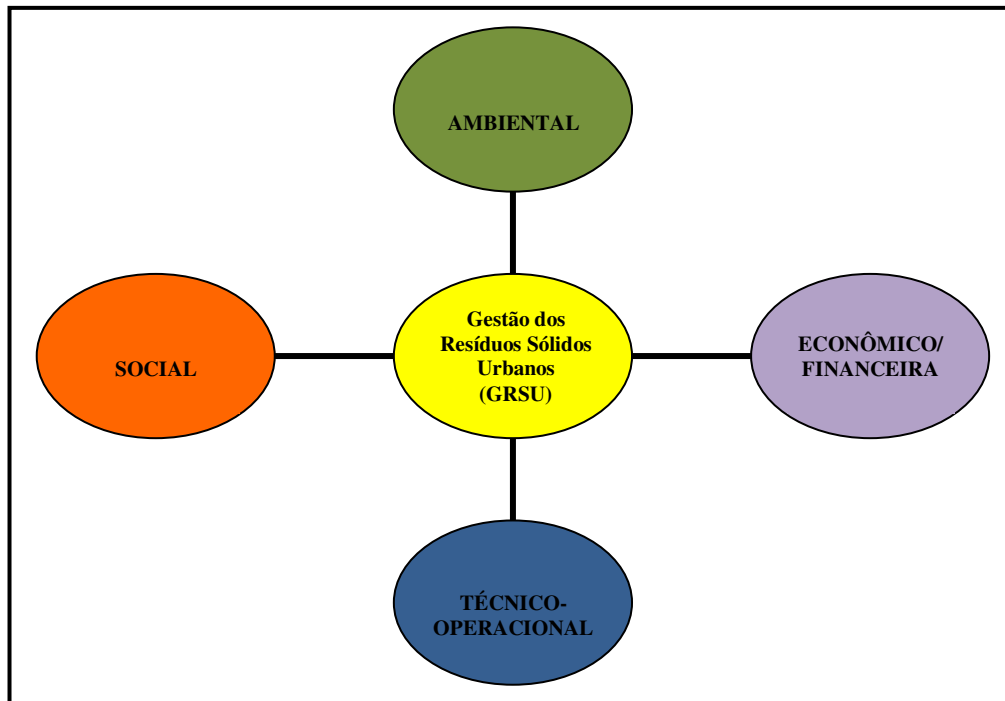 AMBIENTAL
Gestão dos
Resíduos Sólidos
Urbanos
(GRSU)
SOCIAL
ECONÔMICO/
FINANCEIRA
TÉCNICO-
OPERACIONAL